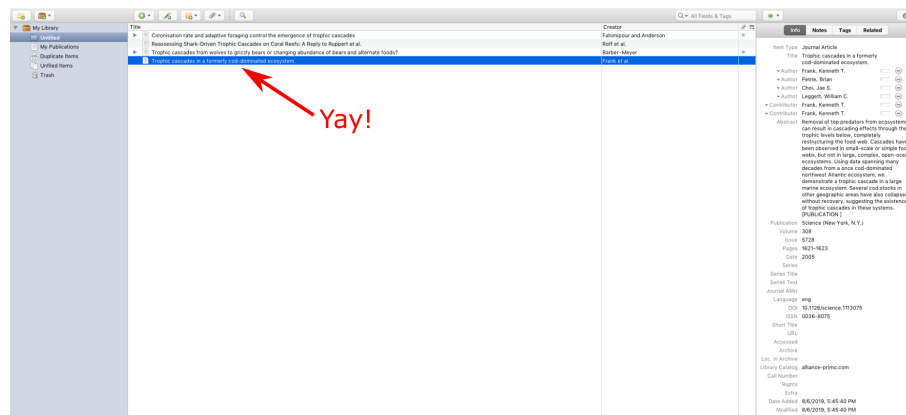 All Fields & Tags
My Library
Untitled
My Publications
Duplicate Items
Unfiled Items
Trash
Title Creator
Colonisation rate and adaptive foraging control the emergence of trophic cascades Fahimipour and Anderson
Reassessing Shark-Driven Trophic Cascades on Coral Reefs: A Reply to Ruppert et al. Roff et al.
Trophic cascades from wolves to grizzly bears or changing abundance of bears and alternate foods? Barber-Meyer
Trophic cascades in a formerly cod-dominated ecosystem. Frank et al.
Yay!
Info Notes Tags Related
Item Type Journal Article
Title Trophic cascades in a formerly
cod-dominated ecosystem.
Author Frank, Kenneth T.
Author Petrie, Brian
Author Choi, Jae S.
Author Leggett, William C.
Contributor Frank, Kenneth T.
Contributor Frank, Kenneth T.
Abstract Removal of top predators from ecosystems
can result in cascading effects through the
trophic levels below, completely
restructuring the food web. Cascades have
been observed in small-scale or simple foo
webs, but not in large, complex, open-ocea
ecosystems. Using data spanning many
decades from a once cod-dominated
northwest Atlantic ecosystem, we
demonstrate a trophic cascade in a large
marine ecosystem. Several cod stocks in
other geographic areas have also collapse
without recovery, suggesting the existence
of trophic cascades in these systems.
[PUBLICATION ]
Publication Science (New York, N.Y.)
Volume 308
Issue 5728
Pages 1621–1623
Date 2005
Series
Series Title
Series Text
Journal Abbr
Language eng
DOI 10.1126/science.1113075
ISSN 0036-8075
Short Title
URL
Accessed
Archive
Loc. in Archive
Library Catalog alliance-primo.com
Call Number
Rights
Extra
Date Added 8/6/2019, 5:45:40 PM
Modified 8/6/2019, 5:45:40 PM